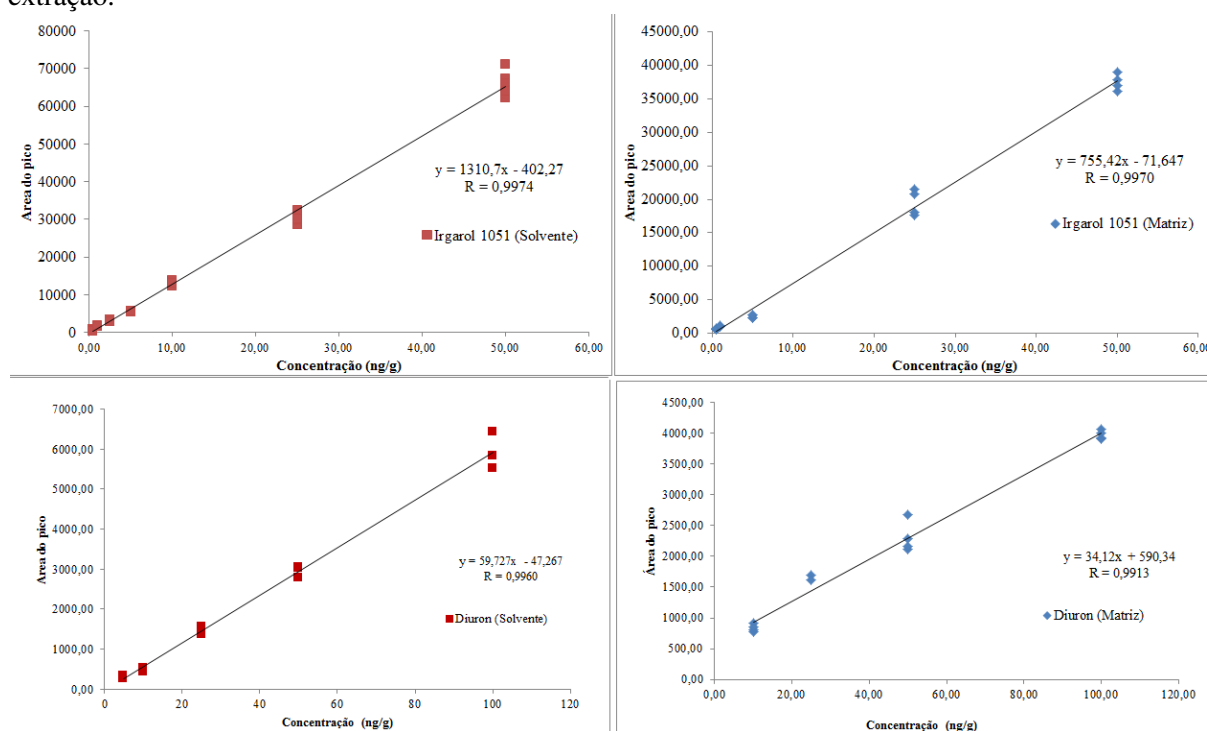 extração.
70000,00
80000
70000
60000
50000
40000
30000
20000
10000
0
Area do pico
y = 1310,7x - 402,27
R = 0,9974
Irgarol 1051 (Solvente)
0,00 10,00 20,00 30,00 40,00 50,00 60,00
Concentração (ng/g)
45000,00
40000,00
35000,00
30000,00
25000,00
20000,00
15000,00
10000,00
5000,00
0,00
Area do pico
y = 755,42x - 71,647
R = 0,9970
Irgarol 1051 (Matriz)
0,00 10,00 20,00 30,00 40,00 50,00 60,0
Concentração (ng/g)
7000,00
6000,00
5000,00
4000,00
3000,00
2000,00
1000,00
0,00
Área do pico
y = 59,727x - 47,267
R = 0,9960
Diuron (Solvente)
0 20 40 60 80 100 120
Concentração (ng/g)
4500,00
4000,00
3500,00
3000,00
2500,00
2000,00
1500,00
1000,00
500,00
0,00
Área do pico
y = 34,12x + 590,34
R = 0,9913
Diuron (Matriz)
0,00 20,00 40,00 60,00 80,00 100,00 120,00
Concentração (ng/g)